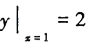 y|_{x=1} = 2